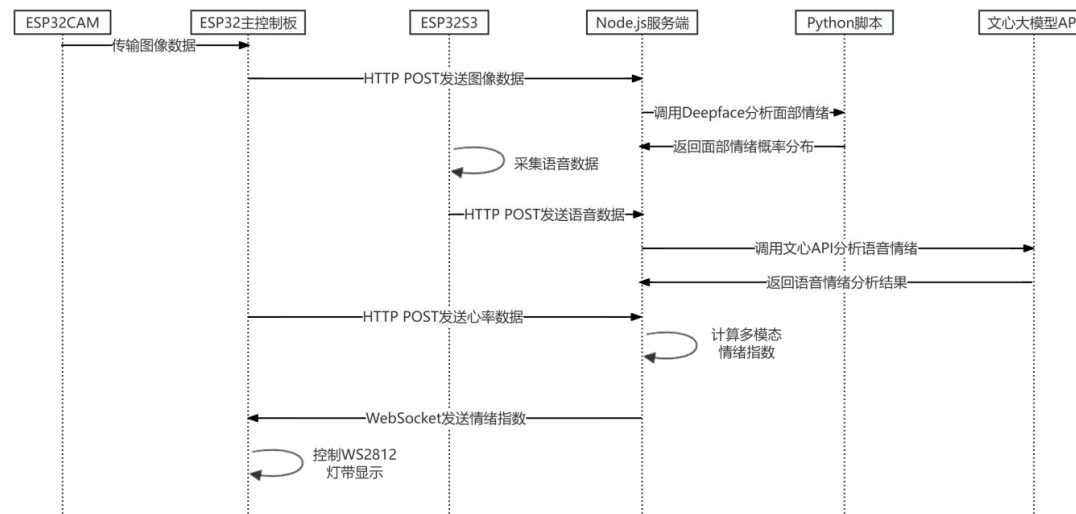 ESP32CAM
ESP32主控制板
ESP32S3
Node.js服务端
Python脚本
文心大模型API
传输图像数据
HTTP POST发送图像数据
调用Deepface分析面部情绪
返回面部情绪概率分布
采集语音数据
HTTP POST发送语音数据
调用文心API分析语音情绪
返回语音情绪分析结果
HTTP POST发送心率数据
计算多模态
情绪指数
WebSocket发送情绪指数
控制WS2812
灯带显示